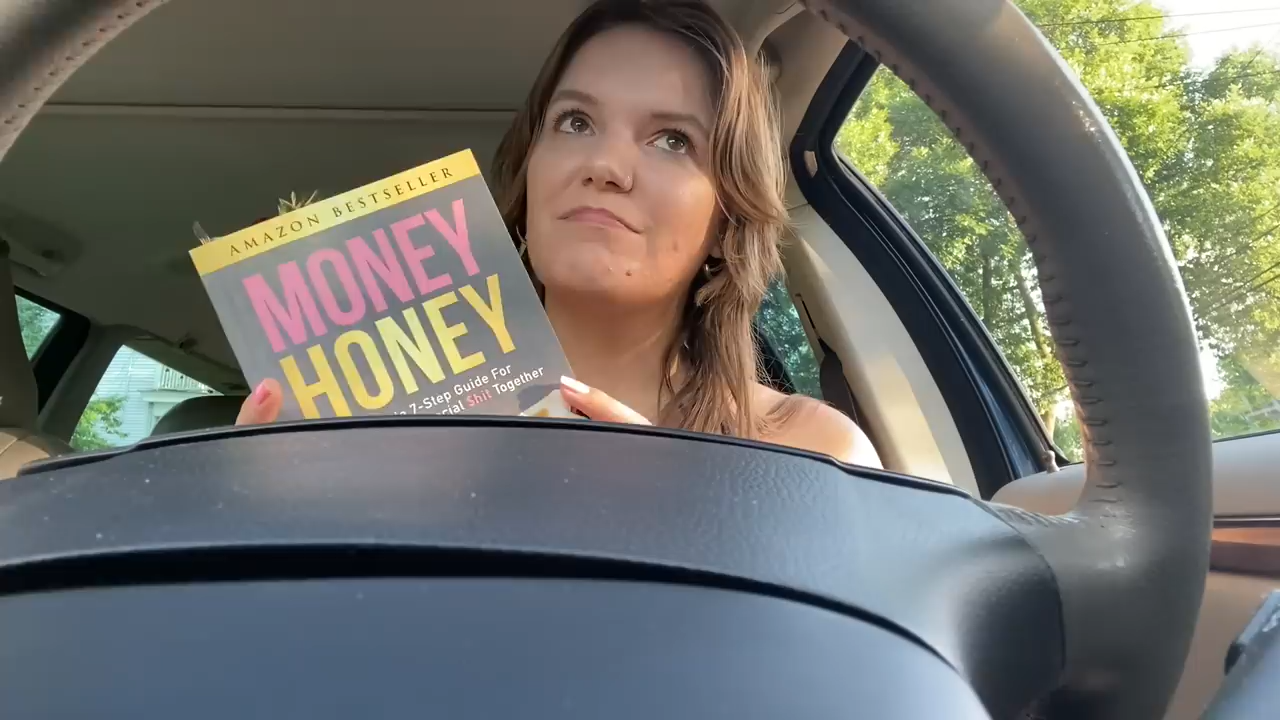 AMAZON BESTSELLER
MONEY
HONEY
7-Step Guide For
Shit Together